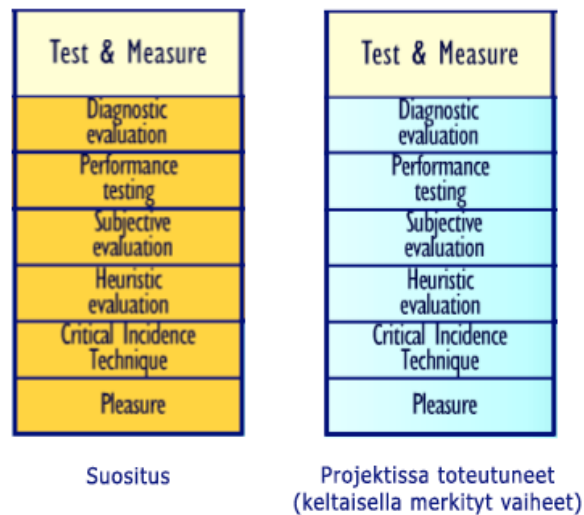 Test & Measure
Diagnostic
evaluation
Performance
testing
Subjective
evaluation
Heuristic
evaluation
Critical Incidence
Technique
Pleasure
Suositus
Test & Measure
Diagnostic
evaluation
Performance
testing
Subjective
evaluation
Heuristic
evaluation
Critical Incidence
Technique
Pleasure
Projektissa toteutuneet
(keltaisella merkityt vaiheet)